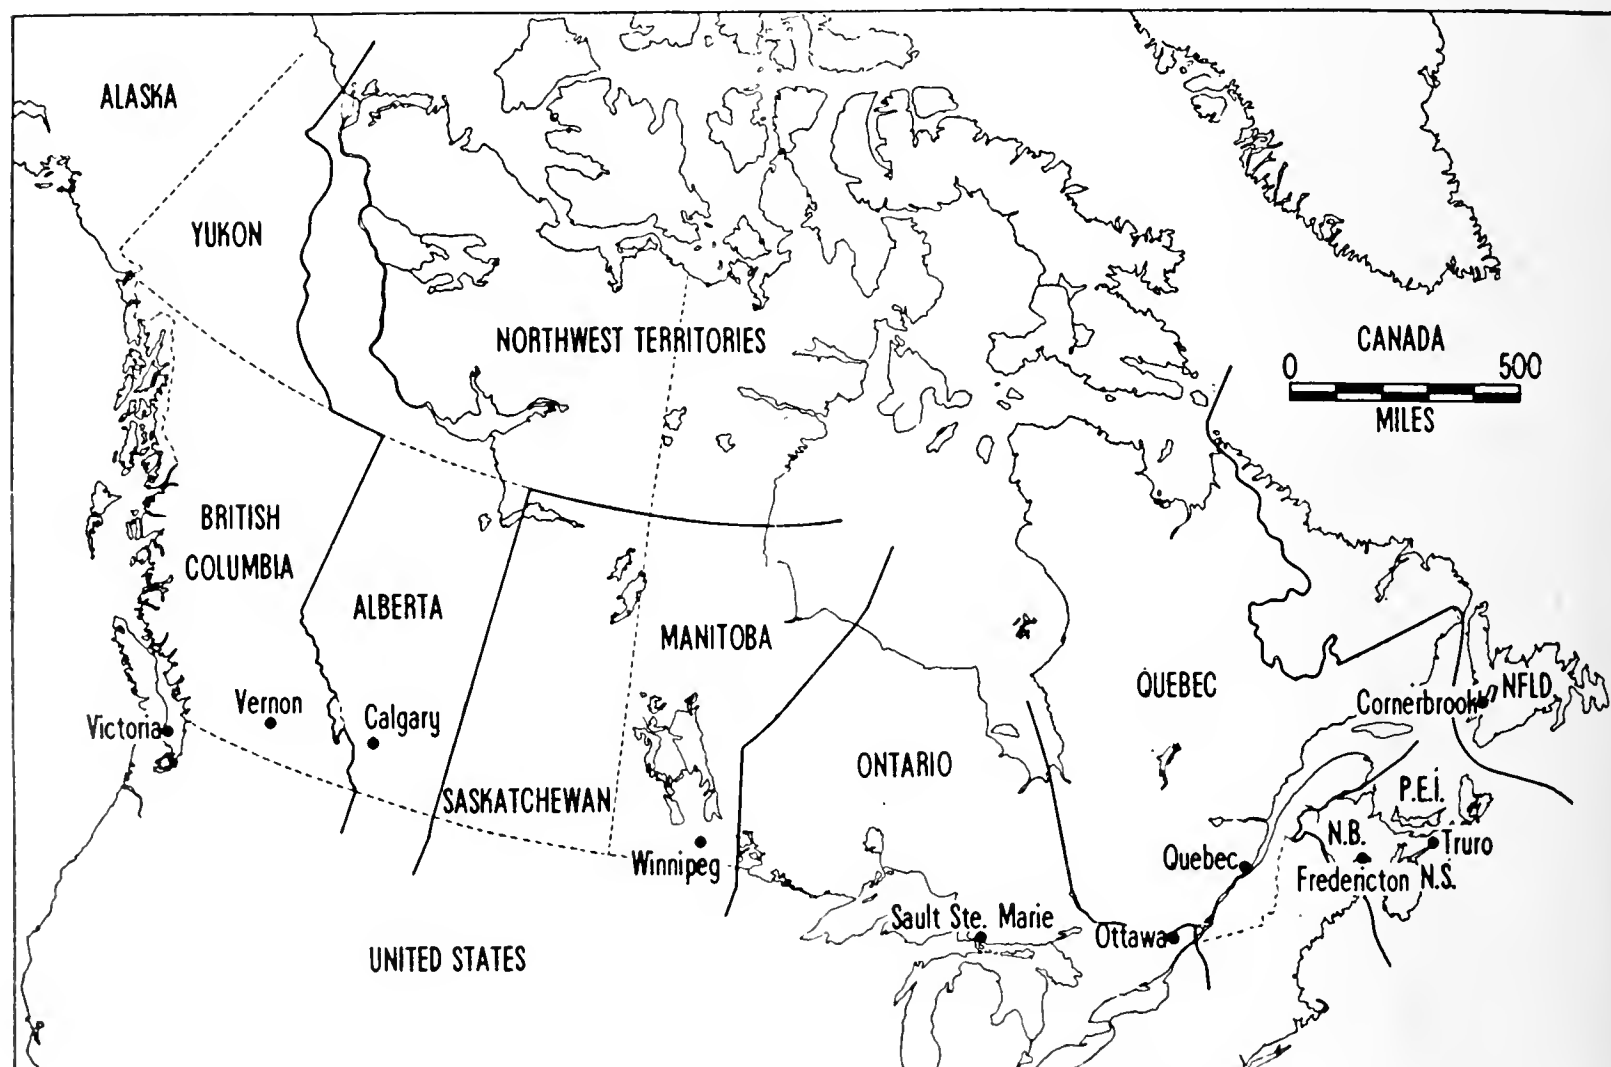 ALASKA
YUKON
NORTHWEST TERRITORIES
CANADA
0 500
MILES
BRITISH
COLUMBIA
ALBERTA
MANITOBA
QUEBEC
NFLD
Cornerbrook
Vernon
Victoria
Calgary
ONTARIO
SASKATCHEWAN
P.E.I.
N.B.
Truro
Winnipeg
Quebec
Fredericton N.S.
Sault Ste. Marie
Ottawa
UNITED STATES